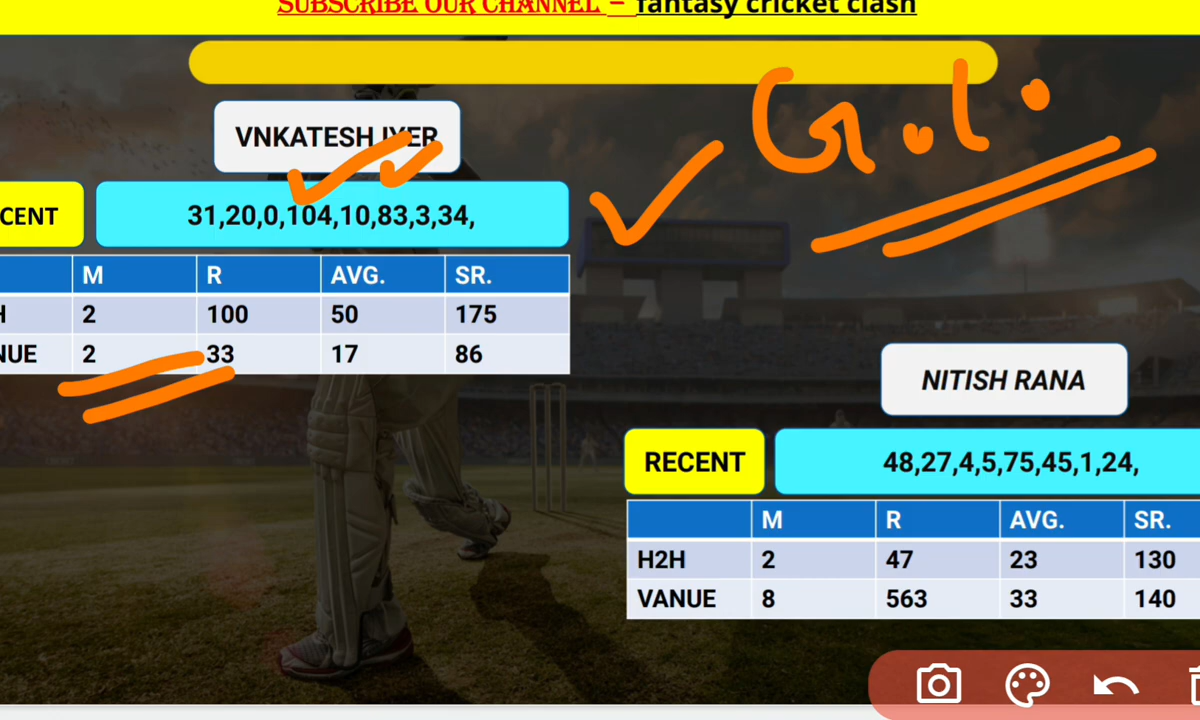 SUBSCRIBE OUR CHANNEL – fantasy cricket clash
VNKATESH IYER
CENT 31,20,0,104,10,83,3,34,
M R AVG. SR.
H 2 100 50 175
NUE 2 33 17 86
NITISH RANA
RECENT 48,27,4,5,75,45,1,24,
M R AVG. SR.
H2H 2 47 23 130
VANUE 8 563 33 140